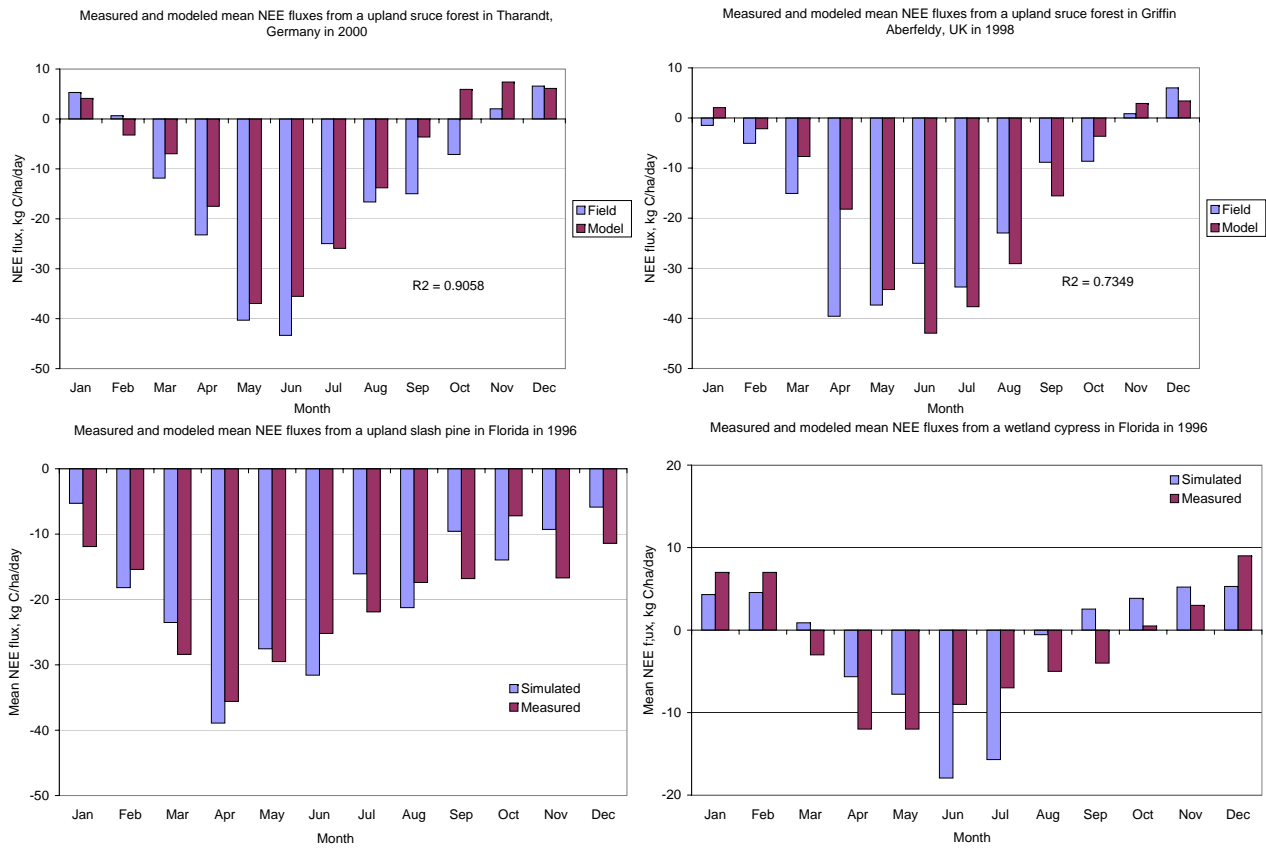 Measured and modeled mean NEE fluxes from a upland sruce forest in Tharandt,
Germany in 2000
10
0
-10
-20
-30
-40
-50
NEE flux, kg C/ha/day
Jan Feb Mar Apr May Jun Jul Aug Sep Oct Nov Dec
Month
R2 = 0.9058
Field
Model
Measured and modeled mean NEE fluxes from a upland sruce forest in Griffin
Aberfeldy, UK in 1998
10
0
-10
-20
-30
-40
-50
NEE flux, kg C/ha/day
Jan Feb Mar Apr May Jun Jul Aug Sep Oct Nov Dec
Month
R2 = 0.7349
Field
Model
Measured and modeled mean NEE fluxes from a upland slash pine in Florida in 1996
0
-10
-20
-30
-40
-50
Mean NEE flux, kg C/ha/day
Jan Feb Mar Apr May Jun Jul Aug Sep Oct Nov Dec
Month
Simulated
Measured
Measured and modeled mean NEE fluxes from a wetland cypress in Florida in 1996
20
10
0
-10
-20
Mean NEE f;ux, kg C/ha/day
Jan Feb Mar Apr May Jun Jul Aug Sep Oct Nov Dec
Month
Simulated
Measured